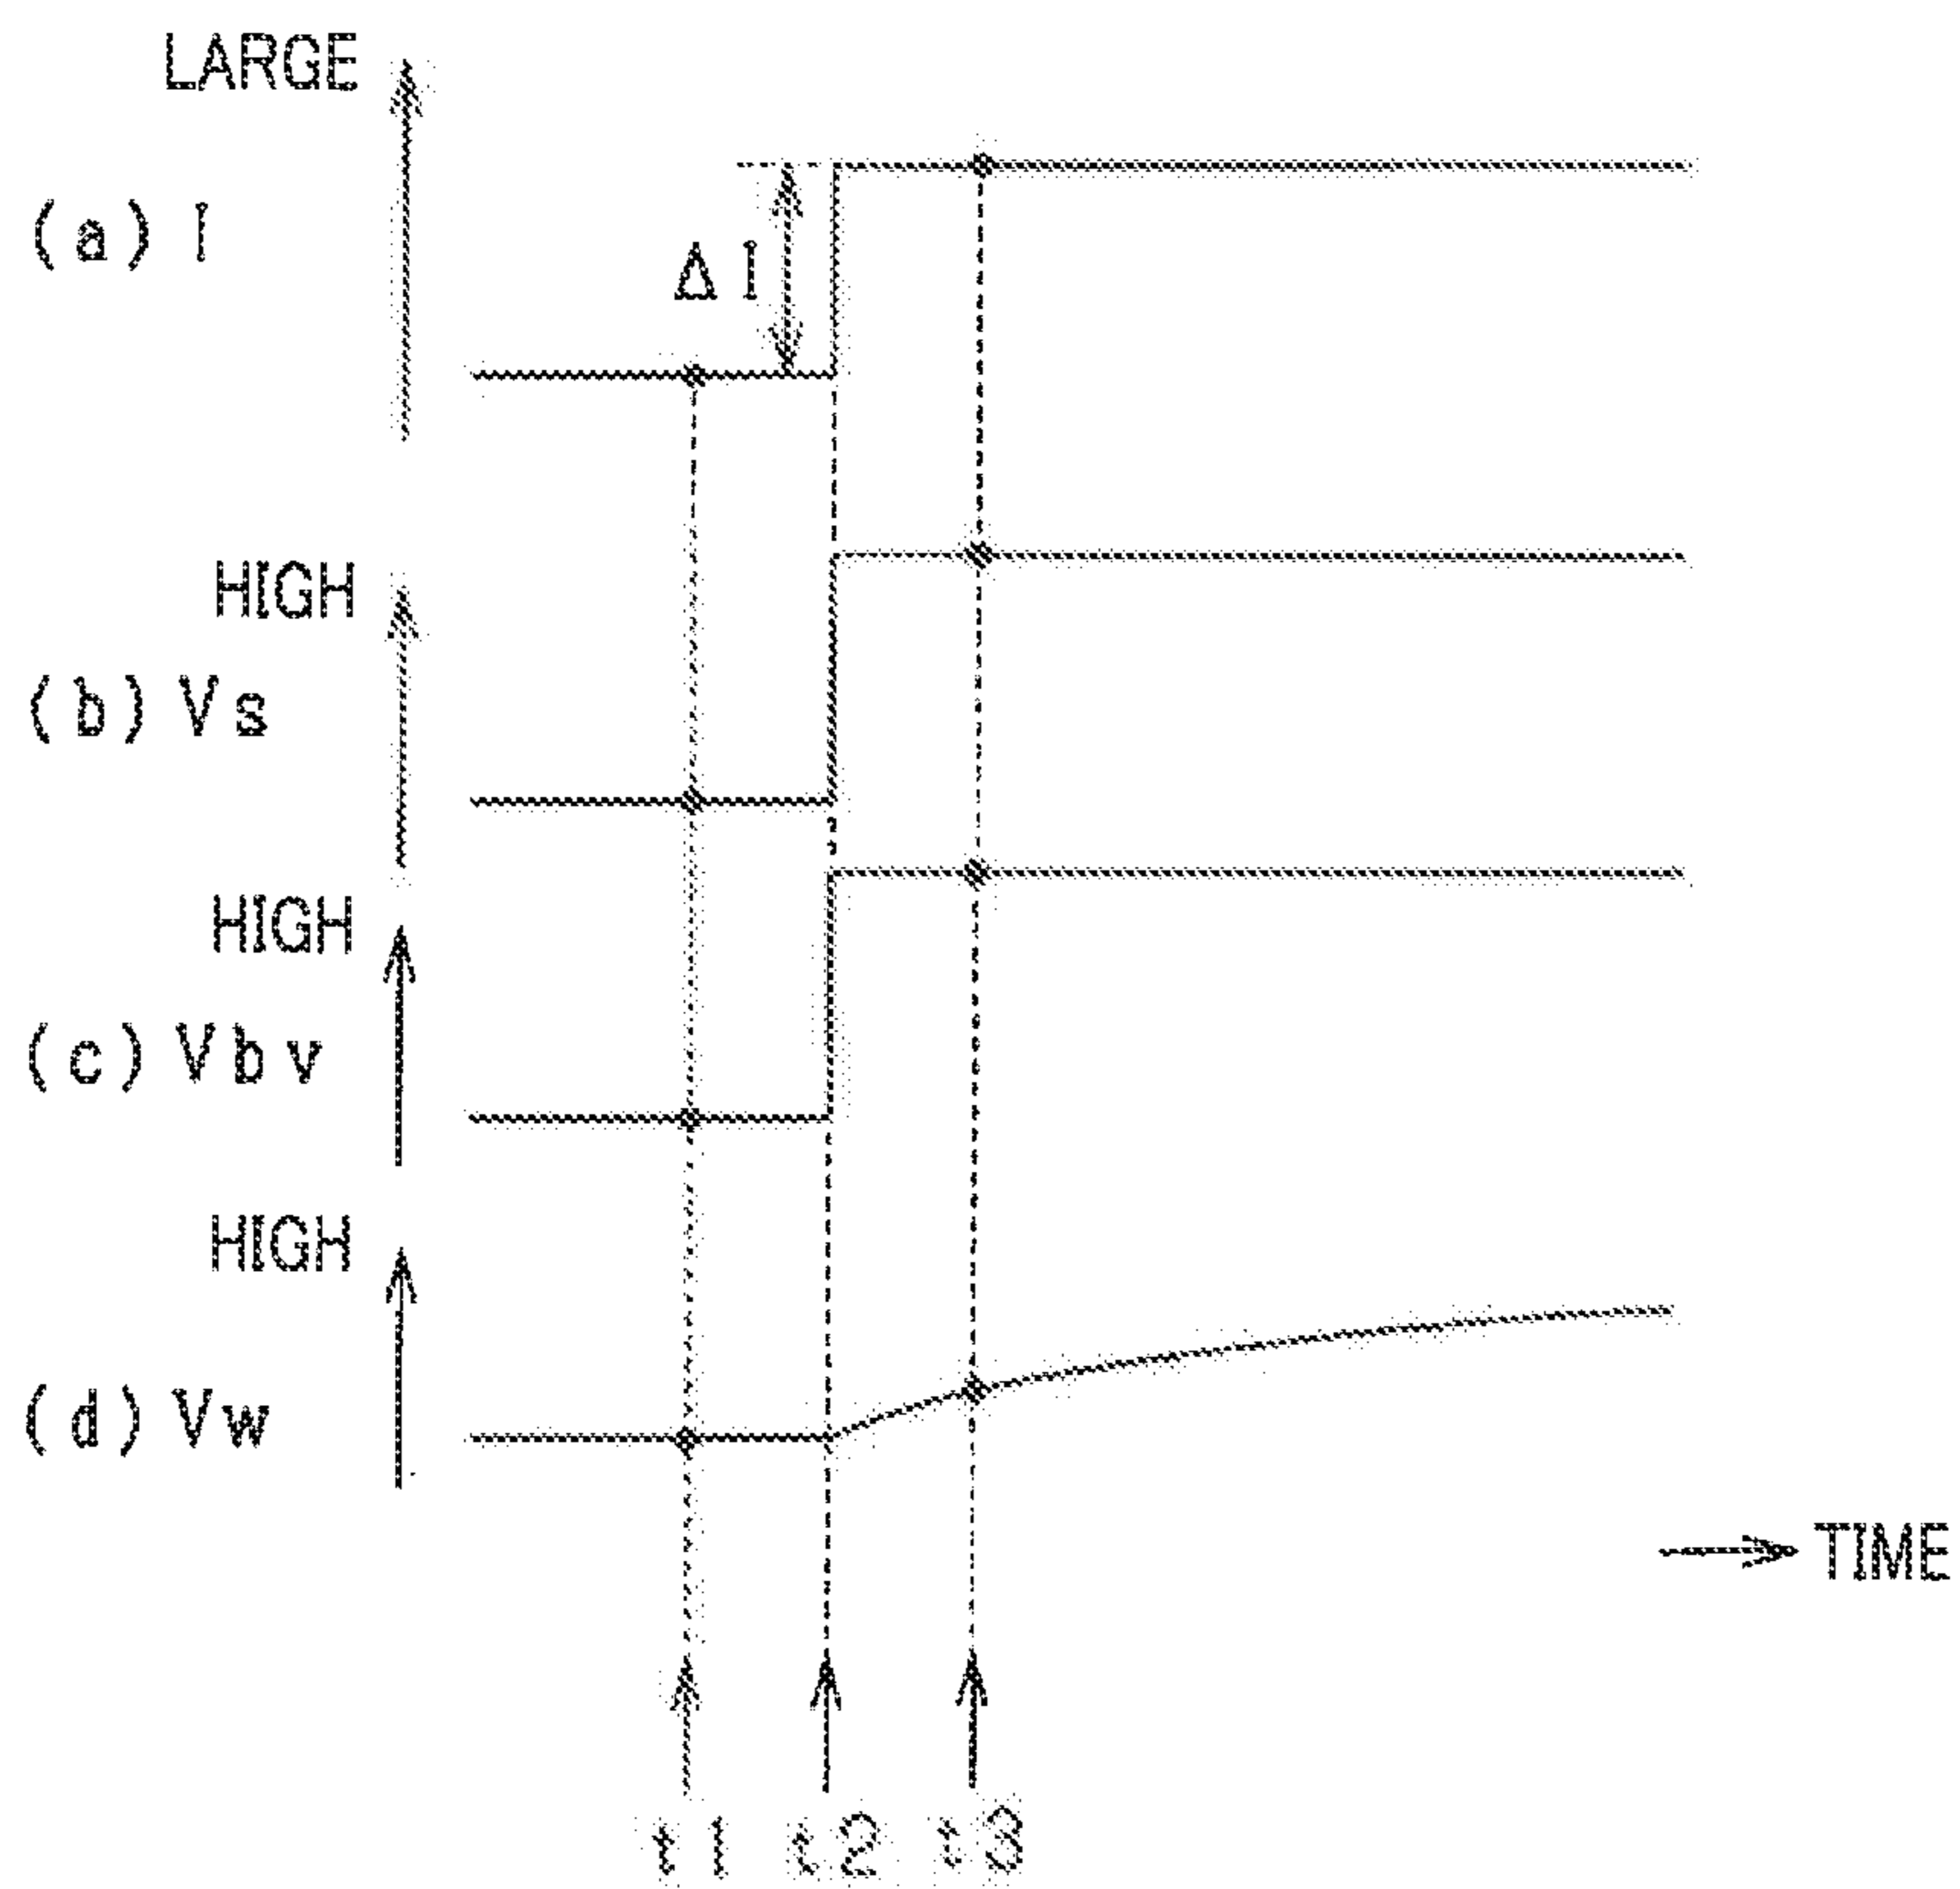 LARGE
(a) I
ΔI
HIGH
(b) Vs
HIGH
(c) Vbv
HIGH
(d) Vw
TIME
t1 t2 t3